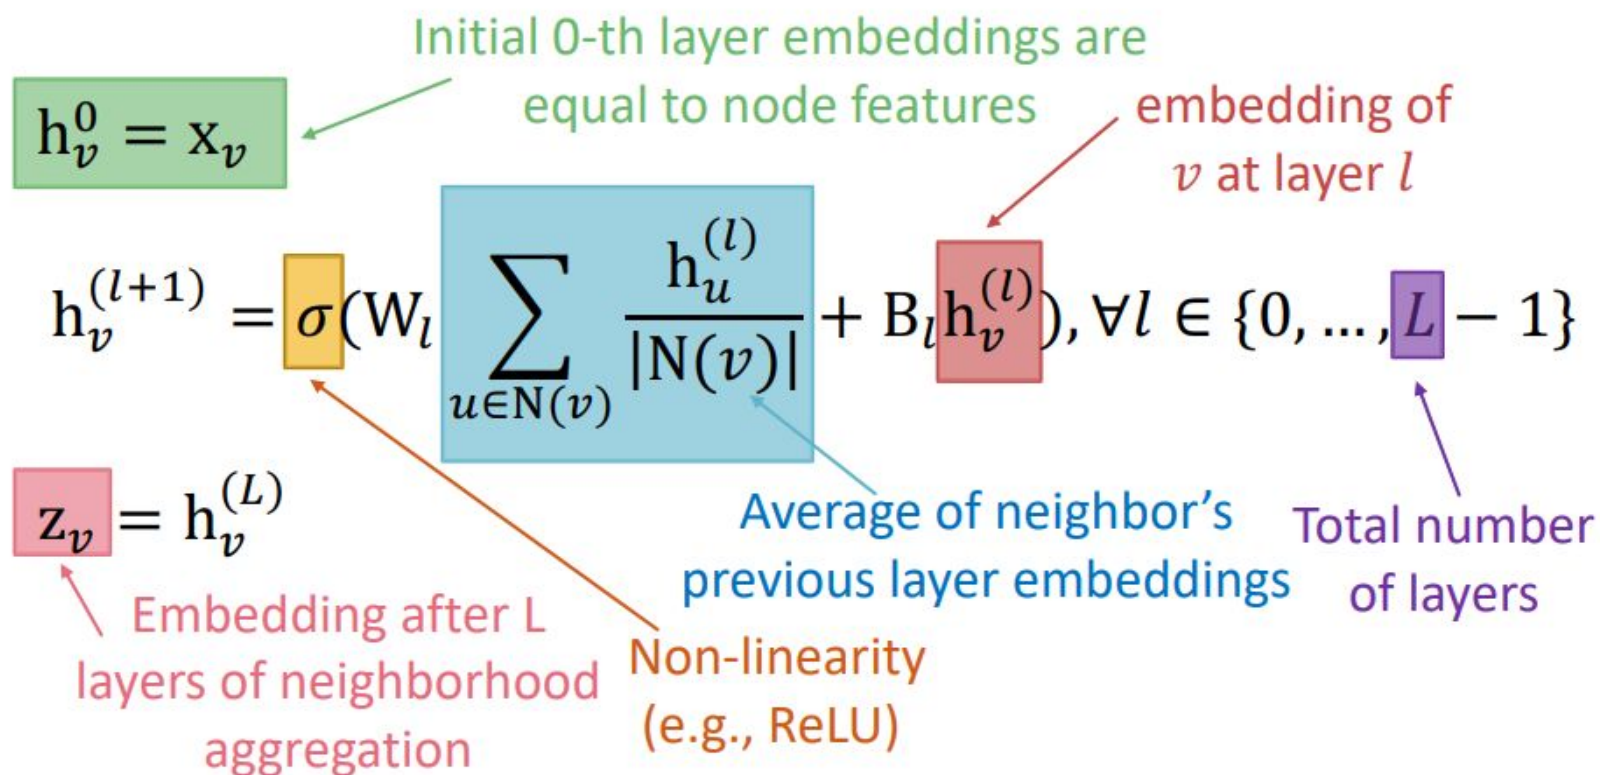 Initial 0-th layer embeddings are
equal to node features
h_v^0 = x_v
embedding of
v at layer l
h_v^{(l+1)} = σ(W_l ∑_{u∈N(v)} h_u^{(l)} / |N(v)| + B_l h_v^{(l)}), ∀l ∈ {0, …, L − 1}
z_v = h_v^{(L)}
Average of neighbor’s
previous layer embeddings
Total number
of layers
Embedding after L
layers of neighborhood
aggregation
Non-linearity
(e.g., ReLU)